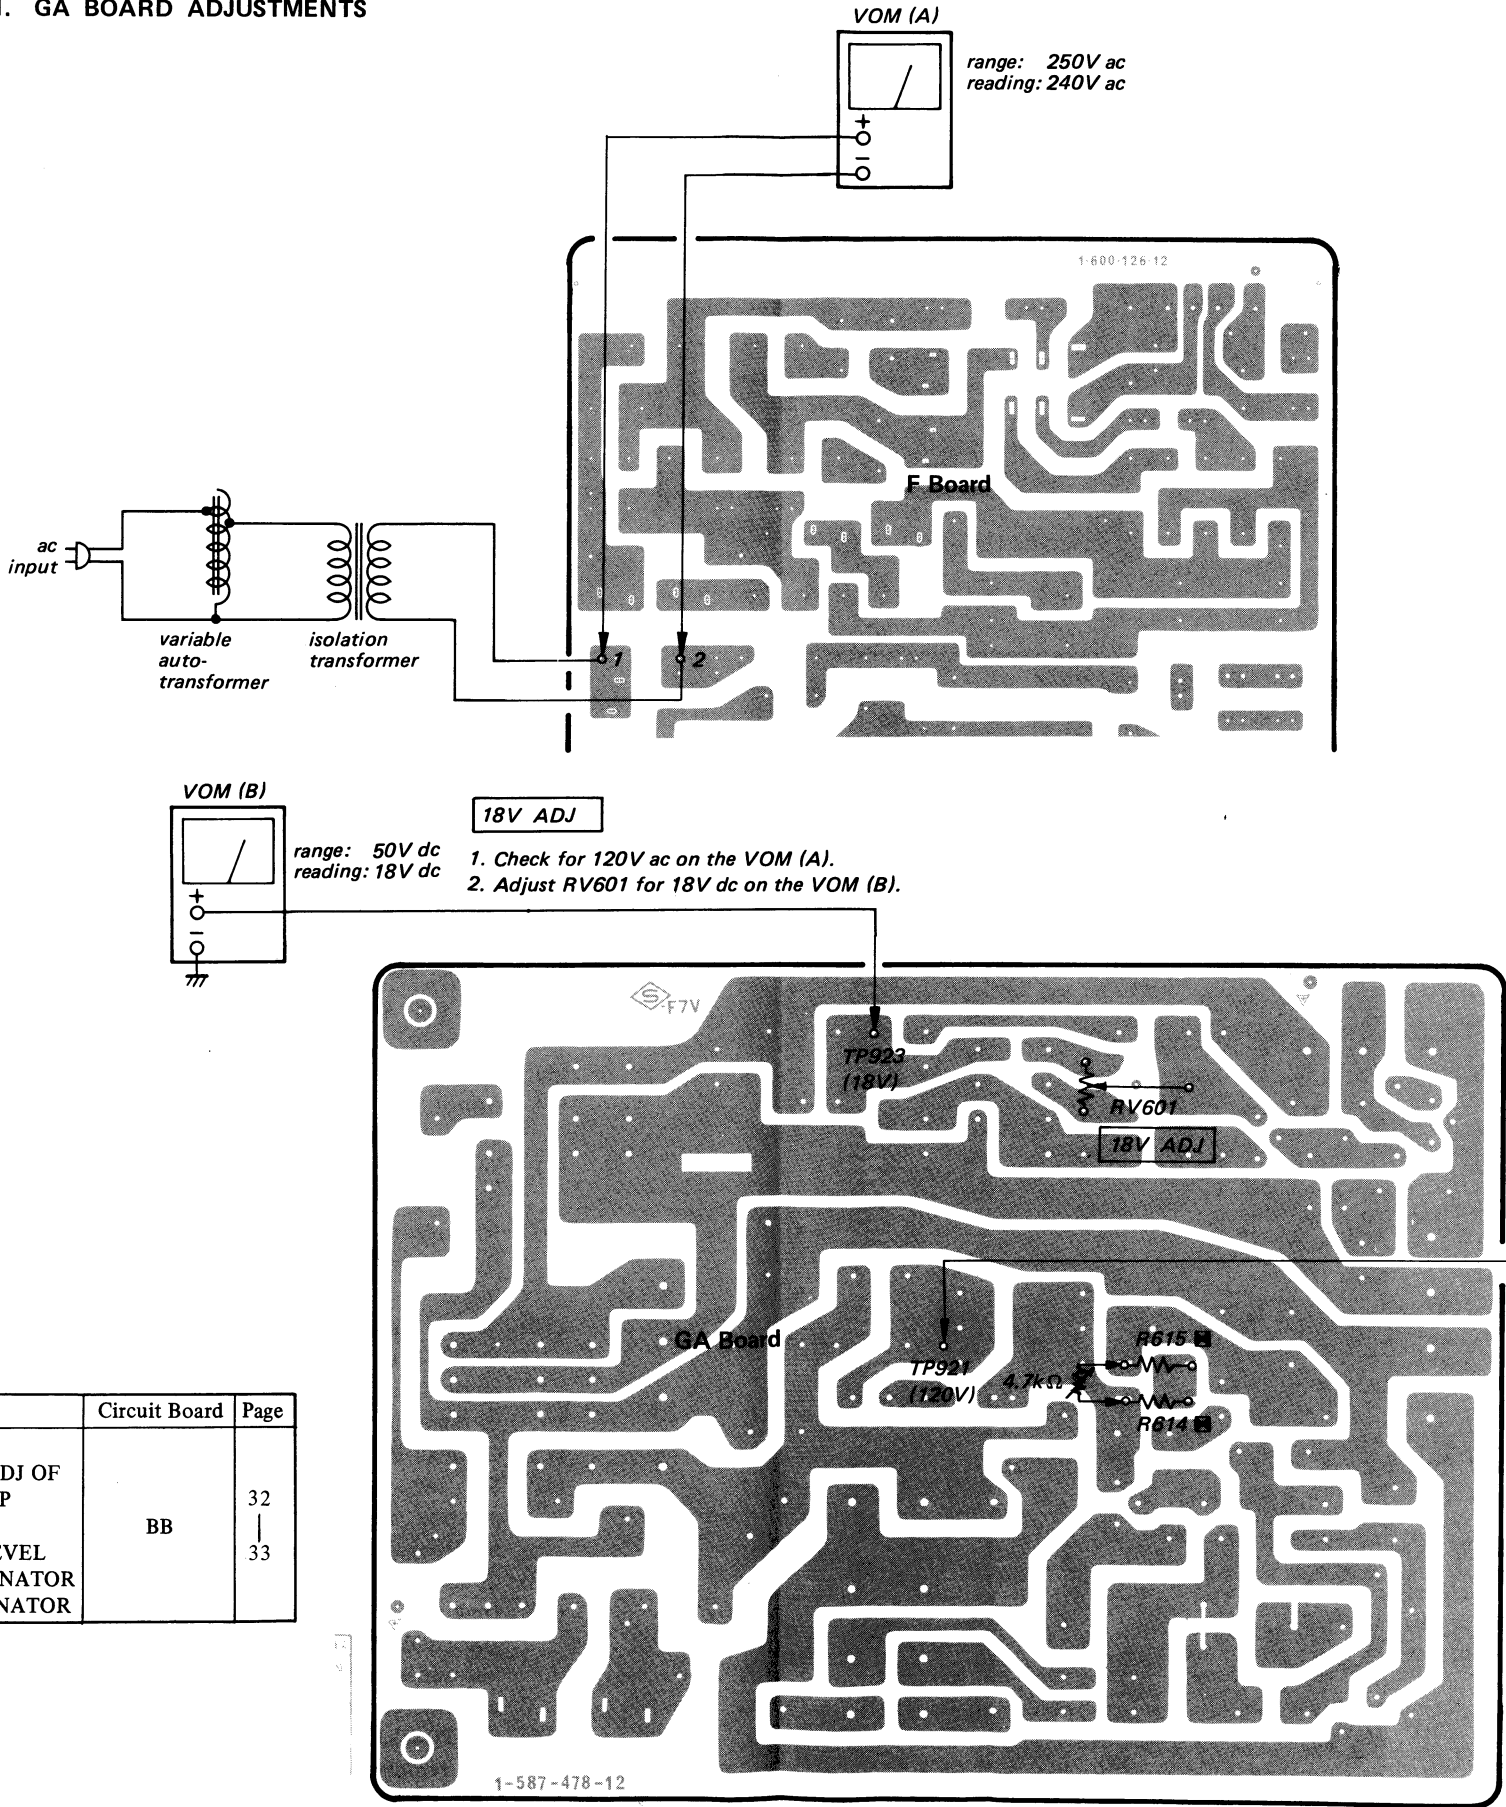 1. GA BOARD ADJUSTMENTS
VOM (A)
range: 250V ac
reading: 240V ac
+
−
1-600-126-12
F Board
ac
input
variable
auto-
transformer
isolation
transformer
1
2
VOM (B)
range: 50V dc
reading: 18V dc
+
−
18V ADJ
1. Check for 120V ac on the VOM (A).
2. Adjust RV601 for 18V dc on the VOM (B).
S
F7V
TP923
(18V)
RV601
18V ADJ
GA Board
TP921
(120V)
4.7kΩ
R615
R614
Circuit Board
Page
DJ OF
P
EVEL
NATOR
NATOR
BB
32
33
1-587-478-12